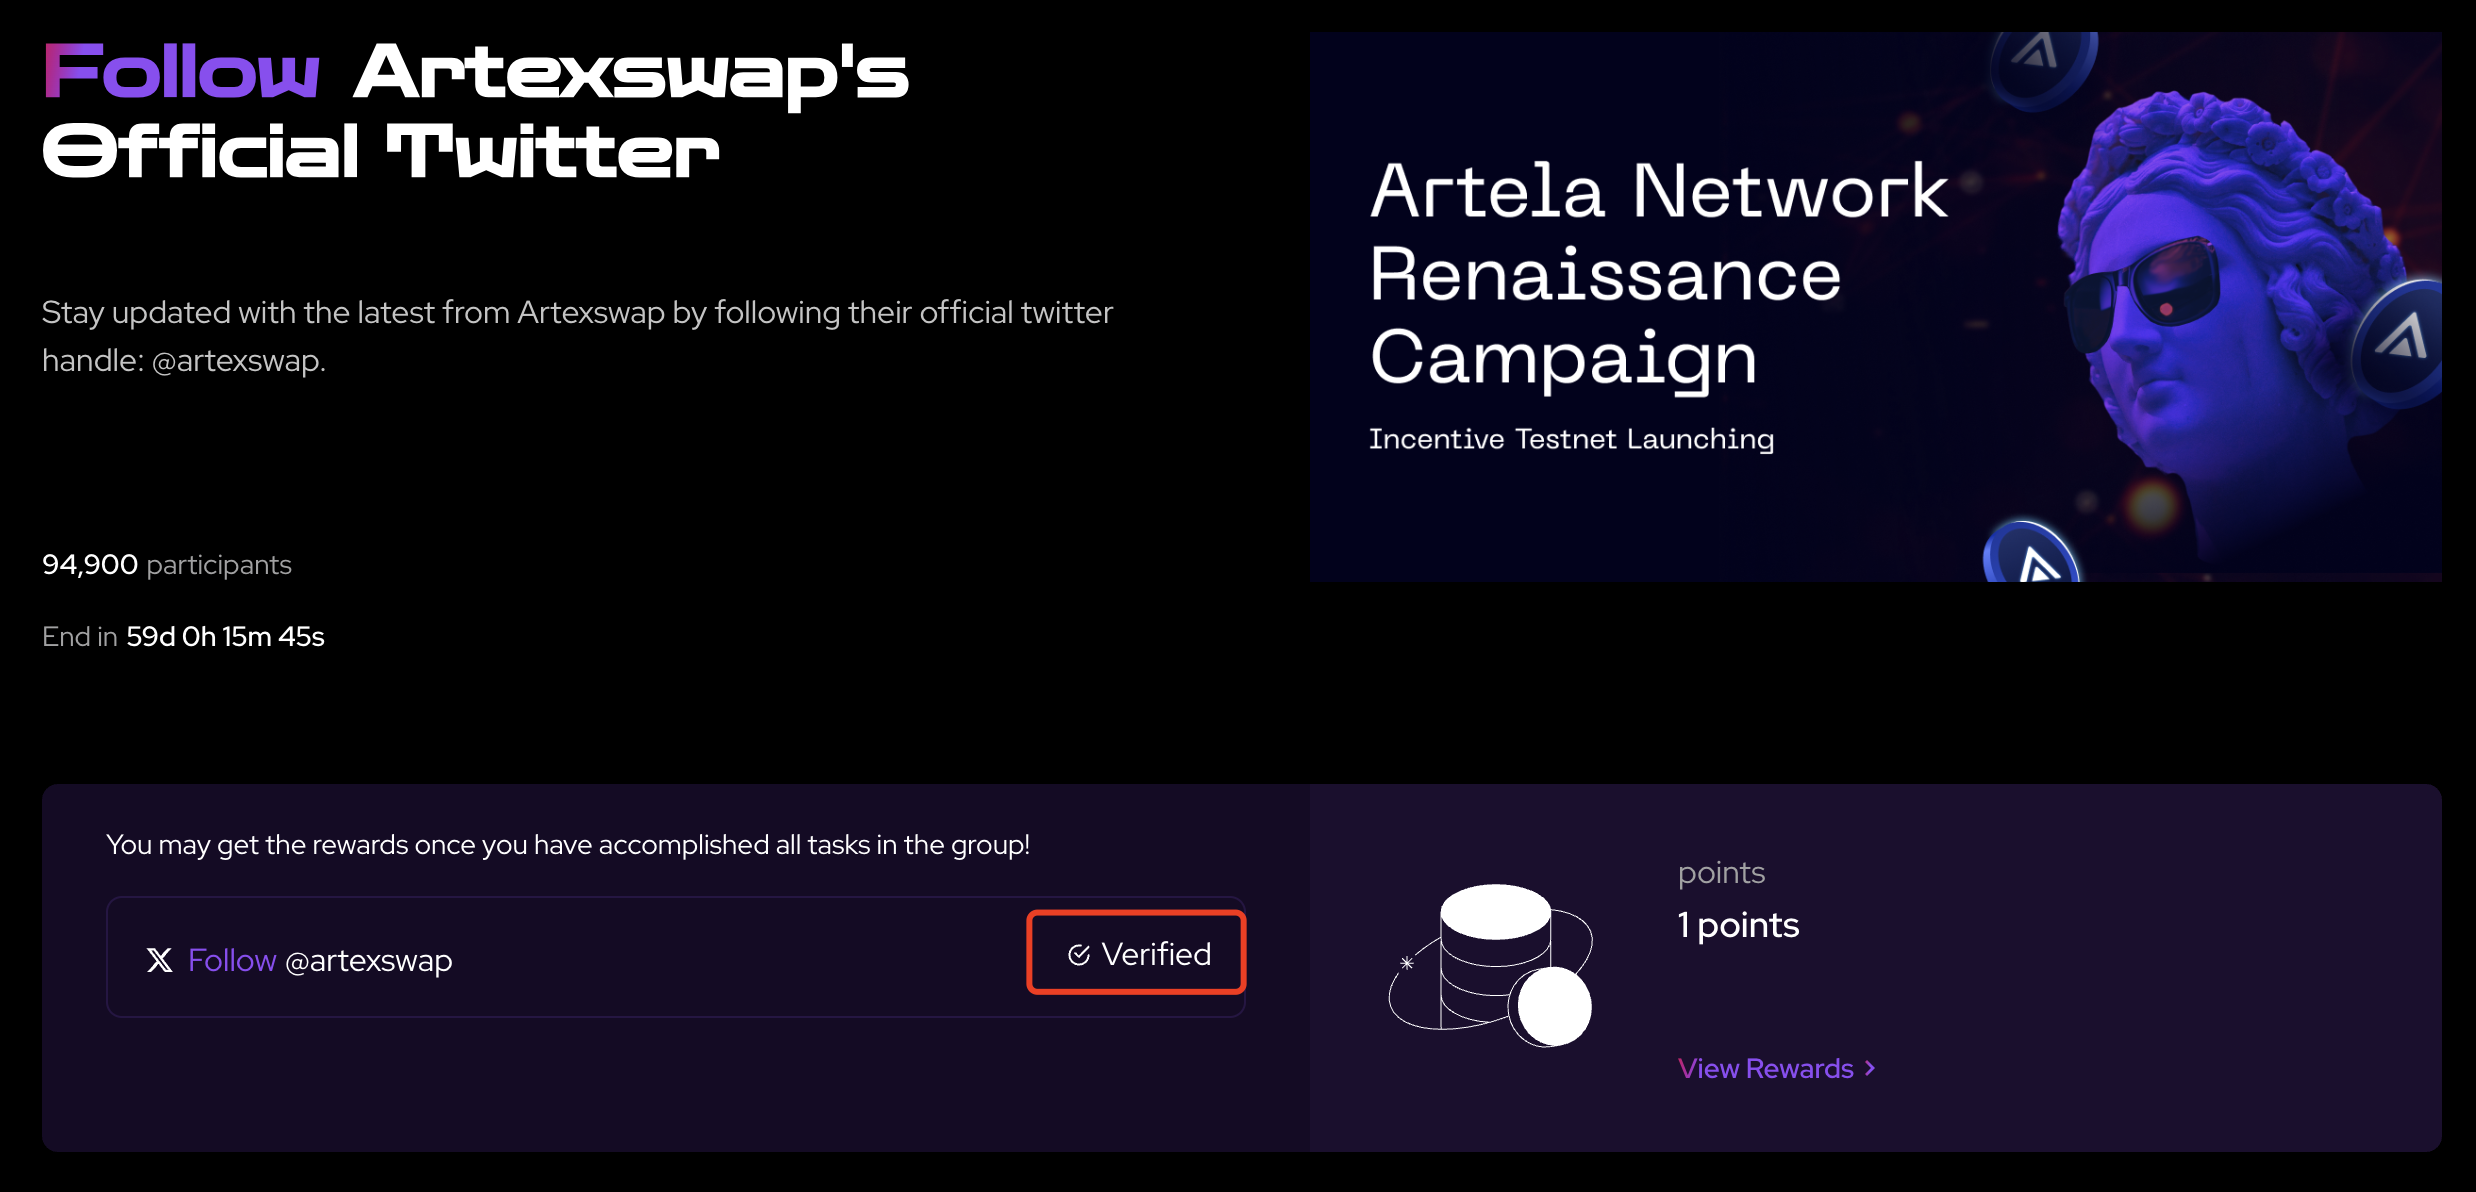 Follow Artexswap's
Official Twitter
Stay updated with the latest from Artexswap by following their official twitter
handle: @artexswap.
94,900 participants
End in 59d 0h 15m 45s
Artela Network
Renaissance
Campaign
Incentive Testnet Launching
You may get the rewards once you have accomplished all tasks in the group!
Follow @artexswap
Verified
points
1 points
View Rewards >